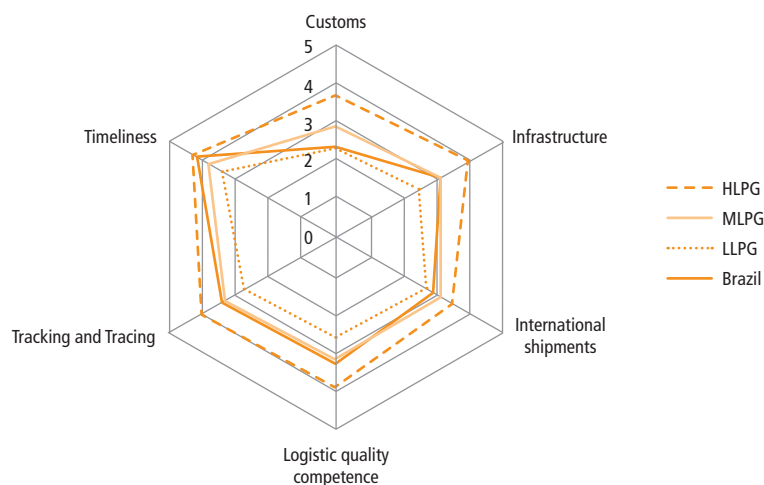 Customs
5
4
3
2
1
0
Timeliness
Infrastructure
HLPG
MLPG
LLPG
Brazil
Tracking and Tracing
International
shipments
Logistic quality
competence